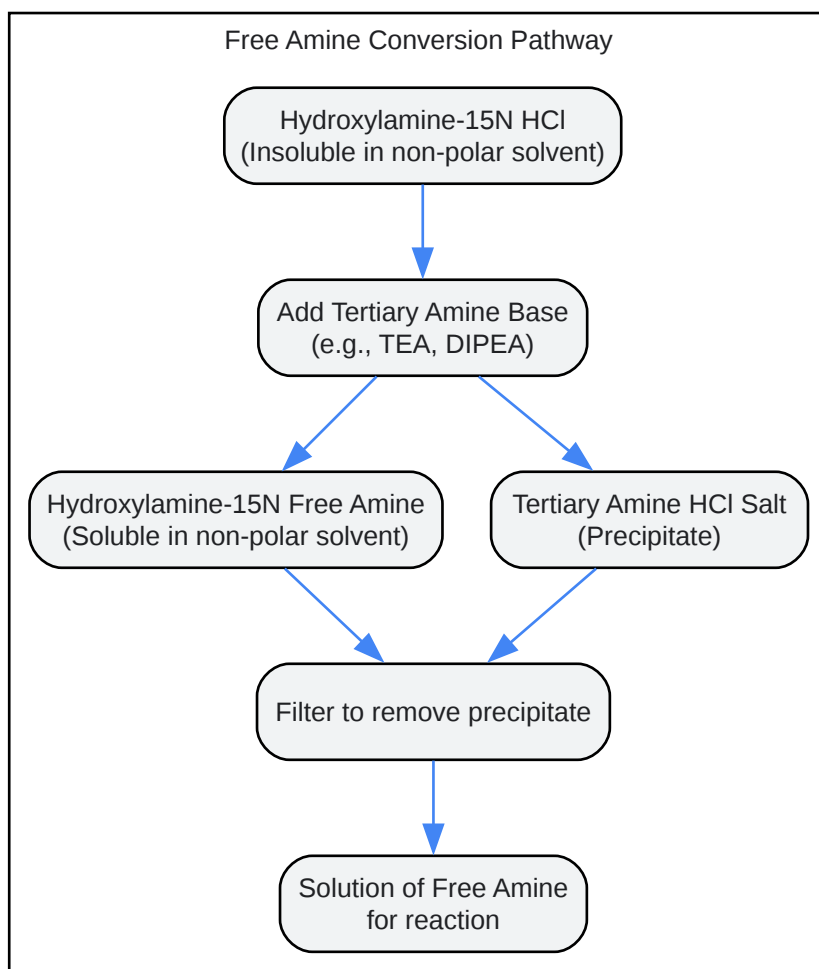 Free Amine Conversion Pathway
Hydroxylamine-15N HCl
(Insoluble in non-polar solvent)
Add Tertiary Amine Base
(e.g., TEA, DIPEA)
Hydroxylamine-15N Free Amine
(Soluble in non-polar solvent)
Tertiary Amine HCl Salt
(Precipitate)
Filter to remove precipitate
Solution of Free Amine
for reaction